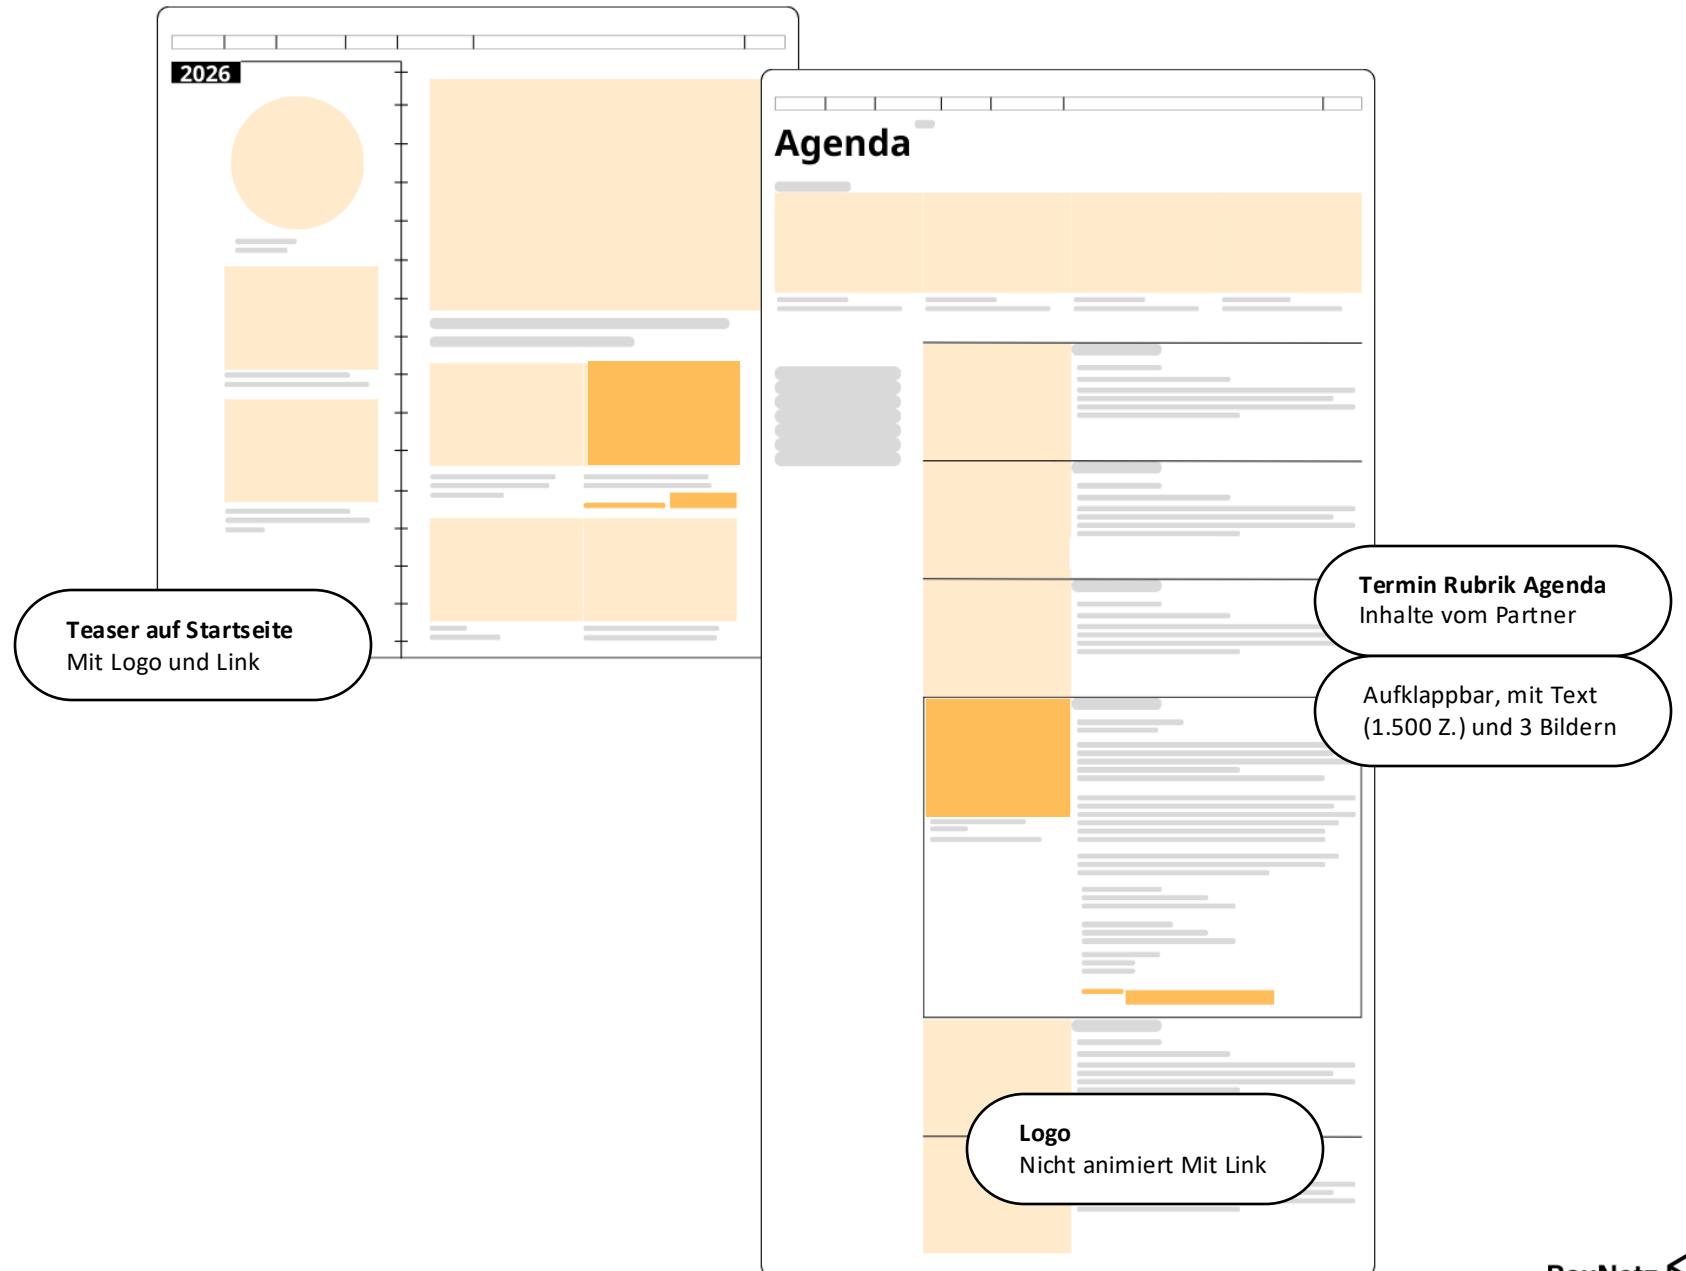 2026
Agenda
Termin Rubrik Agenda
Inhalte vom Partner
Teaser auf Startseite
Mit Logo und Link
Aufklappbar, mit Text
(1.500 Z.) und 3 Bildern
Logo
Nicht animiert Mit Link